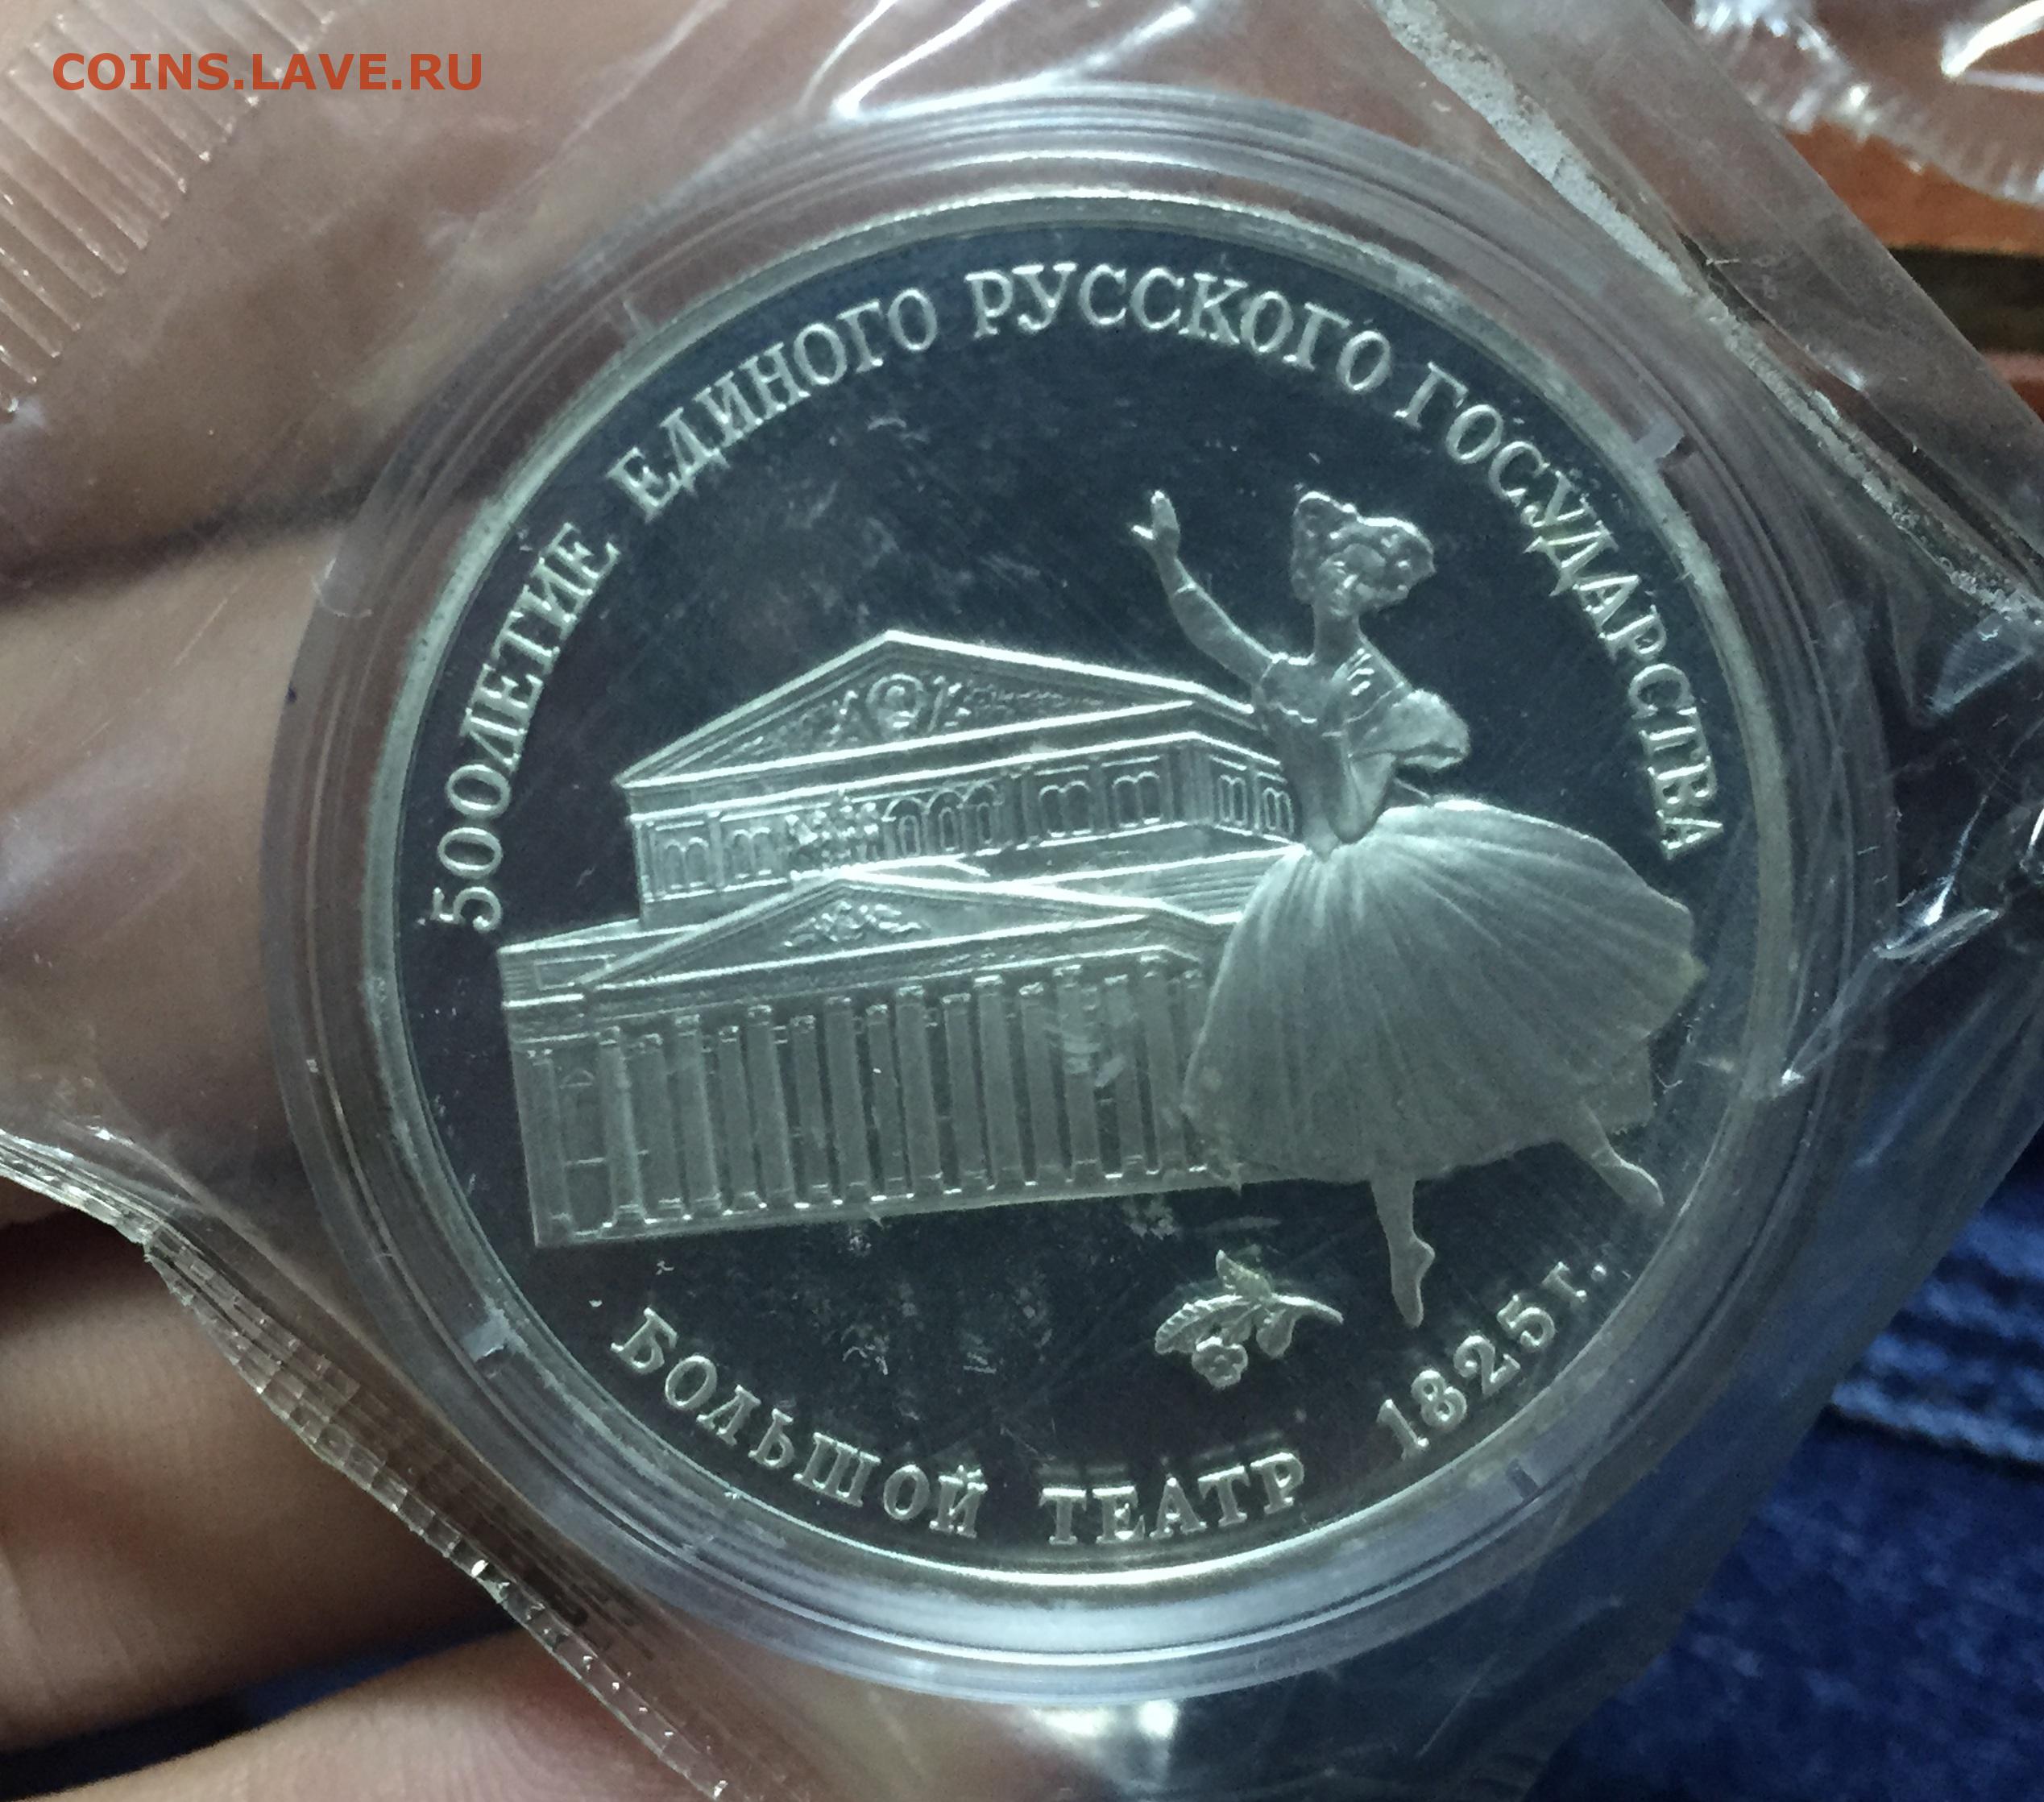 COINS.LAVE.RU
500ЛЕТИЕ ЕДИНОГО РУССКОГО ГОСУДАРСТВА
БОЛЬШОЙ ТЕАТР 1825г.